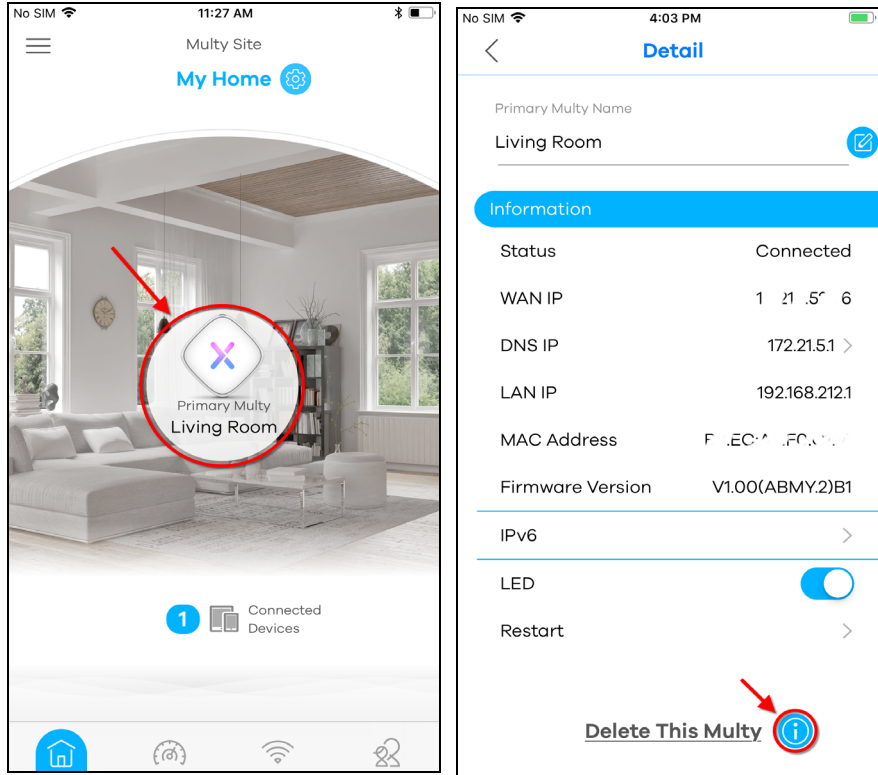 No SIM 11:27 AM
Multy Site
My Home
Primary Multy
Living Room
1 Connected
Devices
No SIM 4:03 PM
Detail
Primary Multy Name
Living Room
Information
Status Connected
WAN IP
DNS IP 172.21.5.1
LAN IP 192.168.212.1
MAC Address
Firmware Version V1.00(ABMY.2)B1
IPv6
LED
Restart
Delete This Multy